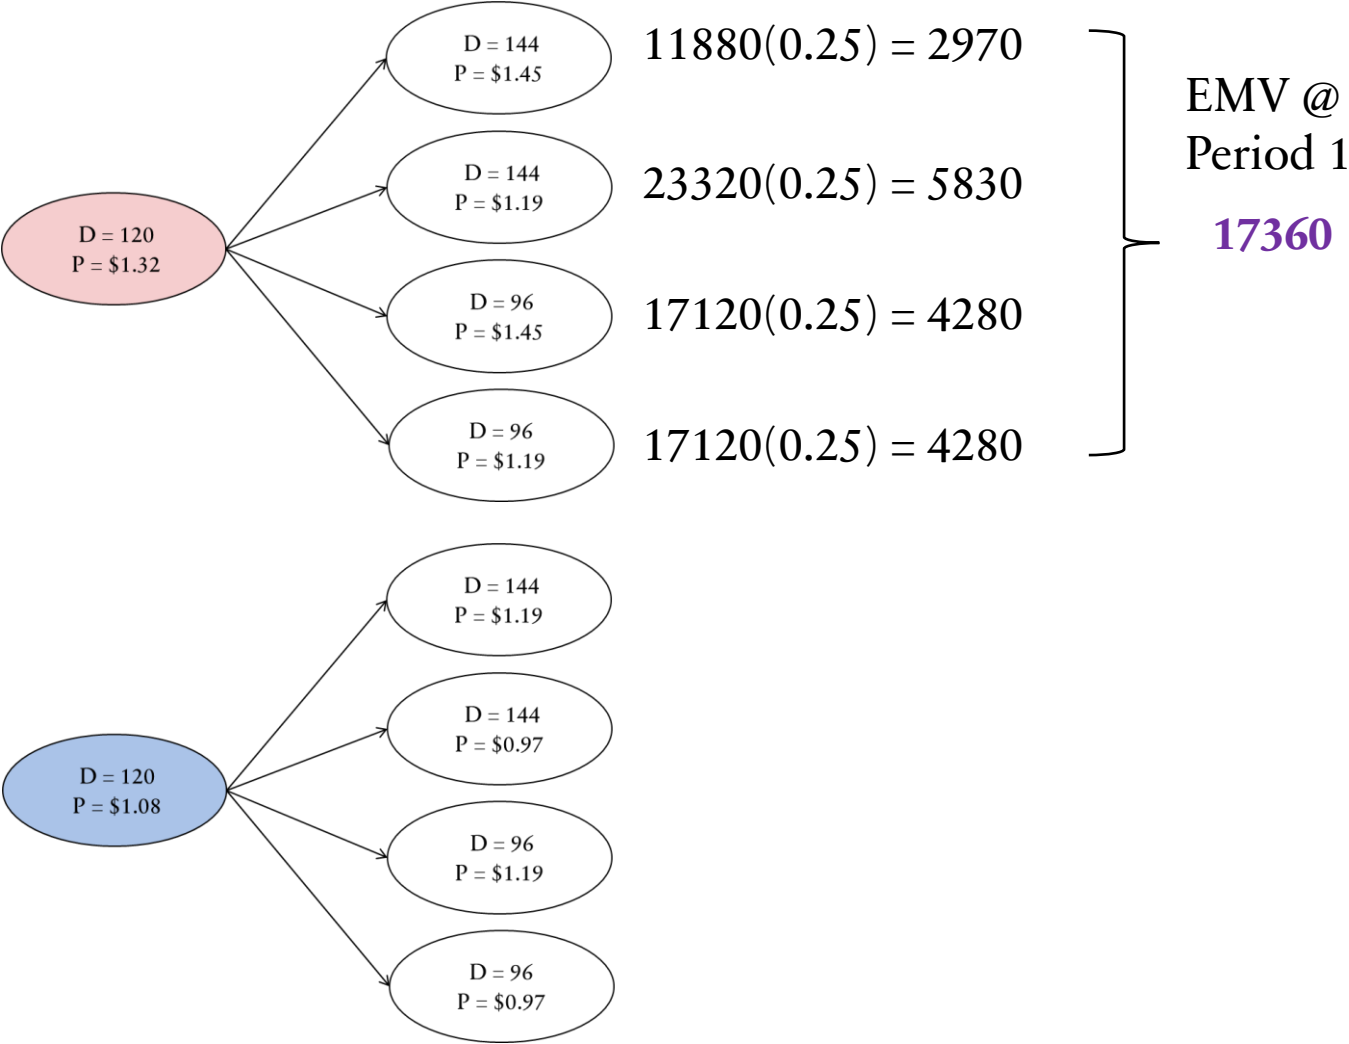 D = 120
P = $1.32
D = 144
P = $1.45
11880(0.25) = 2970
D = 144
P = $1.19
23320(0.25) = 5830
D = 96
P = $1.45
17120(0.25) = 4280
D = 96
P = $1.19
17120(0.25) = 4280
EMV @
Period 1
17360
D = 120
P = $1.08
D = 144
P = $1.19
D = 144
P = $0.97
D = 96
P = $1.19
D = 96
P = $0.97